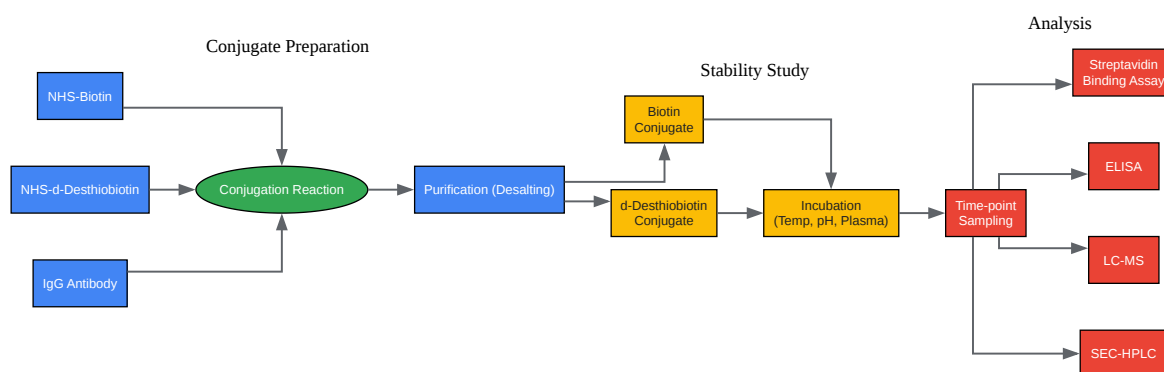 Conjugate Preparation
Stability Study
Analysis
NHS-Biotin
NHS-d-Desthiobiotin
IgG Antibody
Conjugation Reaction
Purification (Desalting)
Biotin
Conjugate
d-Desthiobiotin
Conjugate
Incubation
(Temp, pH, Plasma)
Time-point
Sampling
Streptavidin
Binding Assay
ELISA
LC-MS
SEC-HPLC